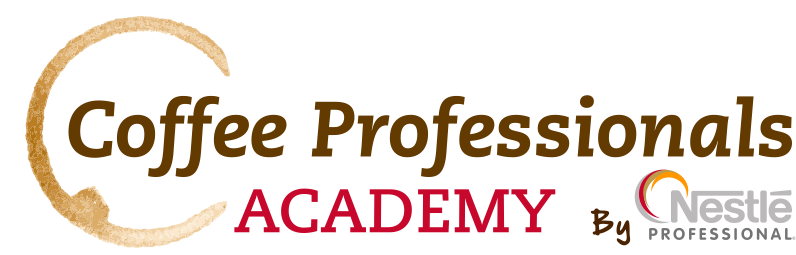 Coffee Professionals
ACADEMY
By Nestlé
PROFESSIONAL.